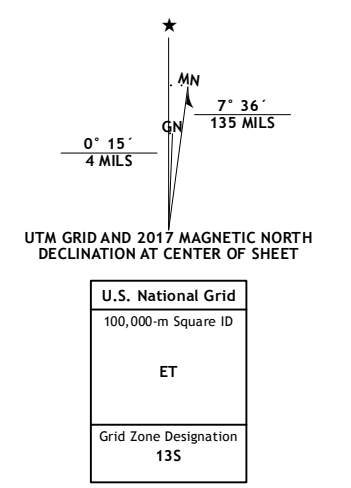 MN
7° 36´
135 MILS
GN
0° 15´
4 MILS
UTM GRID AND 2017 MAGNETIC NORTH
DECLINATION AT CENTER OF SHEET
U.S. National Grid
100,000-m Square ID
ET
Grid Zone Designation
13S